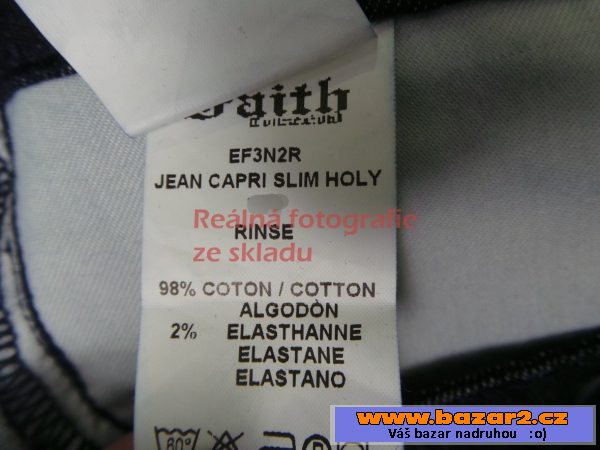 Faith
EF3N2R
JEAN CAPRI SLIM HOLY
Reálná fotografie
RINSE
ze skladu
98% COTON / COTTON
ALGODÒN
2% ELASTHANNE
ELASTANE
ELASTANO
www.bazar2.cz
Váš bazar nadruhou :o)